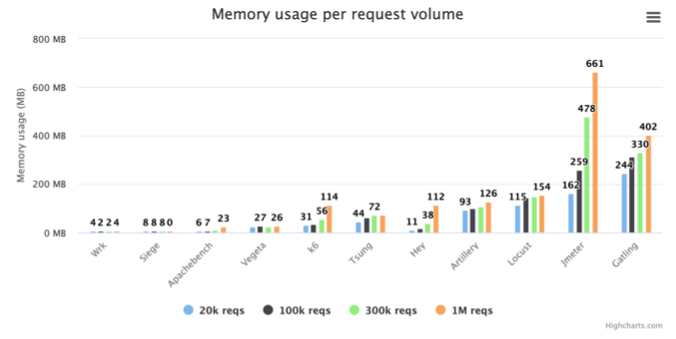 Memory usage per request volume
800 MB
600 MB
400 MB
200 MB
0 MB
Memory usage (MB)
4 2 2 4
8 8 8 0
6 7 23
27 26
31 56 114
44 72
11 38 112
93 126
115 154
162 259 478 661
244 330 402
Wrk
Siege
Apachebench
Vegeta
k6
Tsung
Hey
Artillery
Locust
Jmeter
Gatling
20k reqs 100k reqs 300k reqs 1M reqs
Highcharts.com